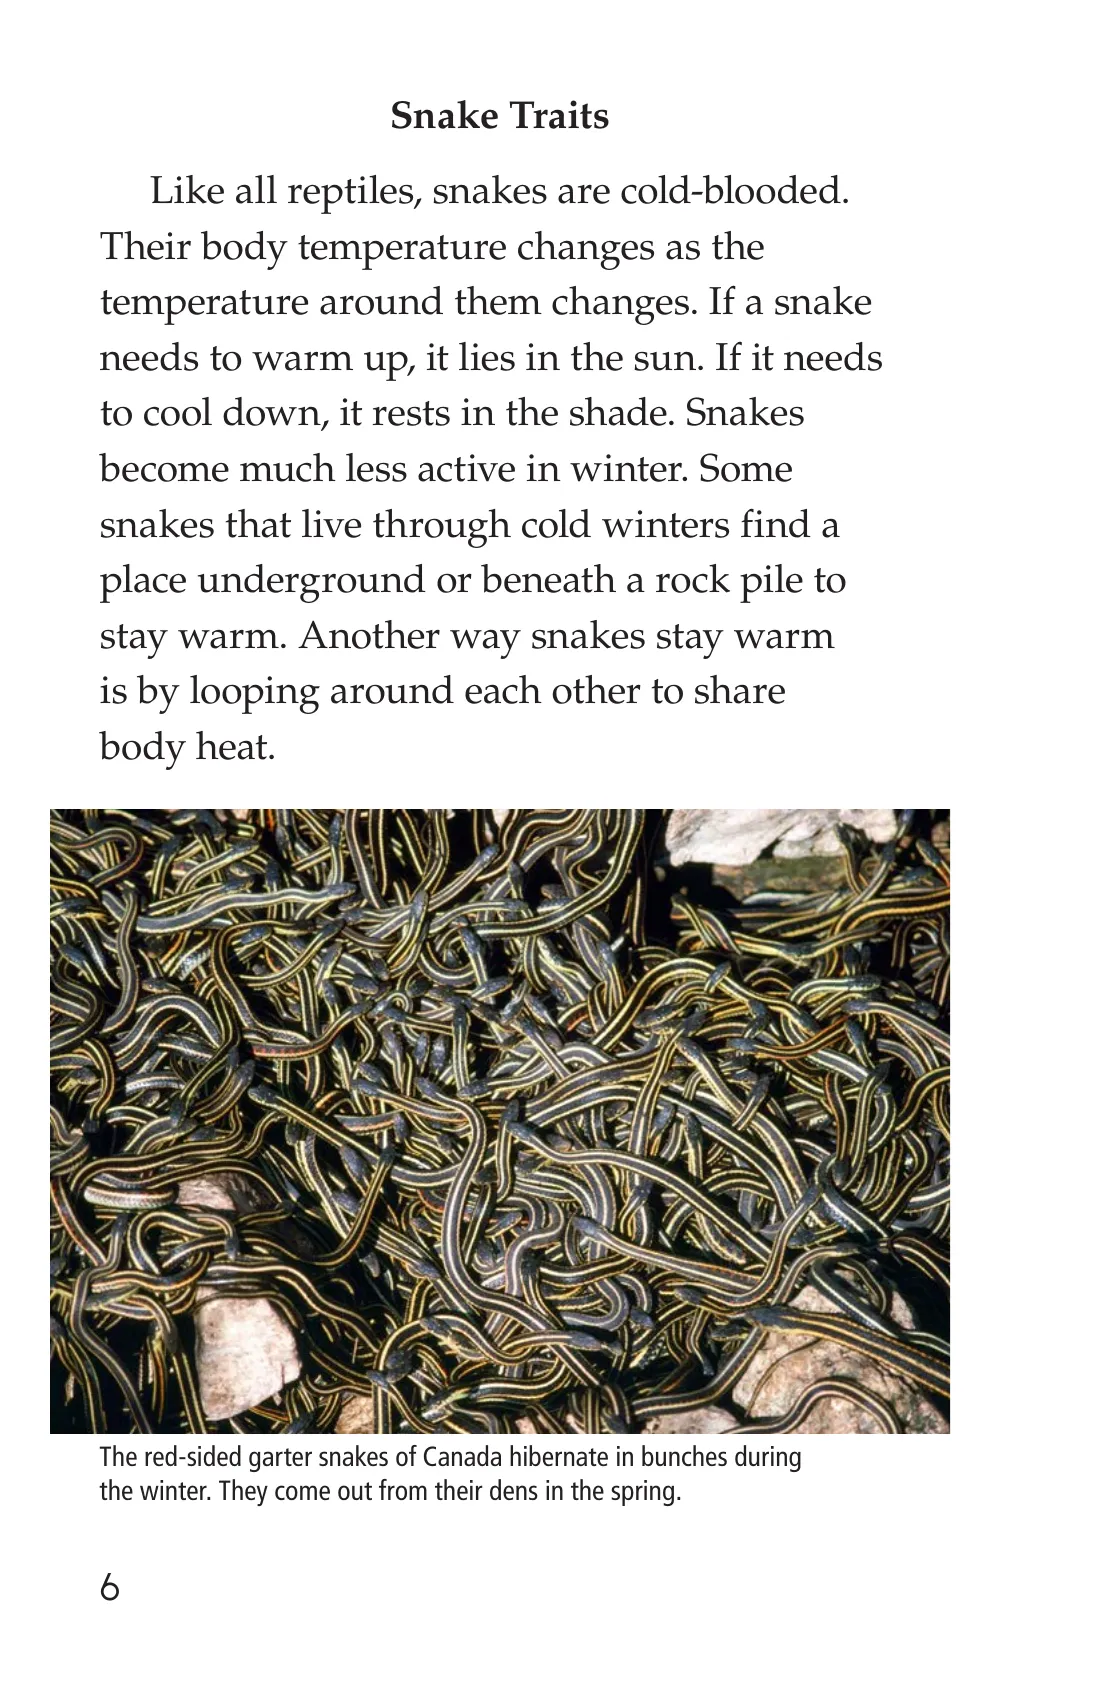 Snake Traits
Like all reptiles, snakes are cold-blooded.
Their body temperature changes as the
temperature around them changes. If a snake
needs to warm up, it lies in the sun. If it needs
to cool down, it rests in the shade. Snakes
become much less active in winter. Some
snakes that live through cold winters find a
place underground or beneath a rock pile to
stay warm. Another way snakes stay warm
is by looping around each other to share
body heat.
The red-sided garter snakes of Canada hibernate in bunches during
the winter. They come out from their dens in the spring.
6